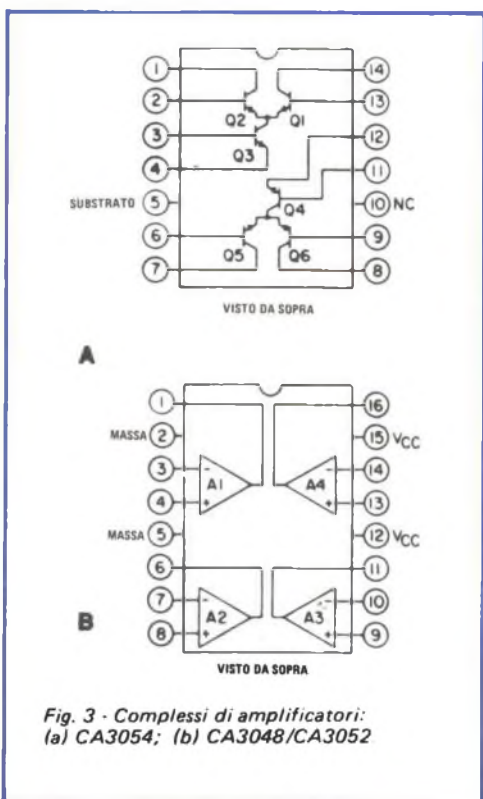 1 14
2 13
Q2 Q1
3 12
Q3
4 11
SUBSTRATO 5 Q4 10 NC
6 9
Q5 Q6
7 8
VISTO DA SOPRA
A
1 16
MASSA 2 15 VCC
3 - - 14
A1 A4
4 + + 13
MASSA 5 12 VCC
6 11
7 - - 10
B A2 A3
8 + + 9
VISTO DA SOPRA
Fig. 3 - Complessi di amplificatori:
(a) CA3054; (b) CA3048/CA3052